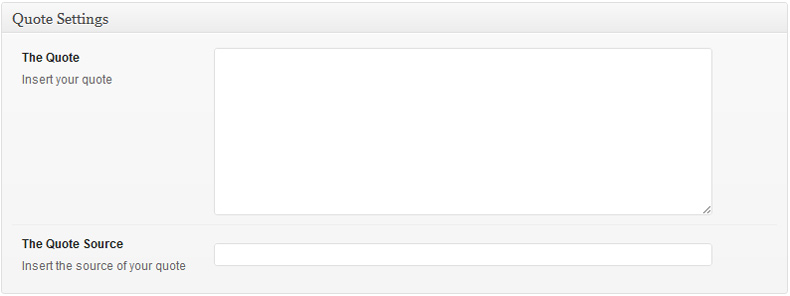 Quote Settings
The Quote
Insert your quote
The Quote Source
Insert the source of your quote